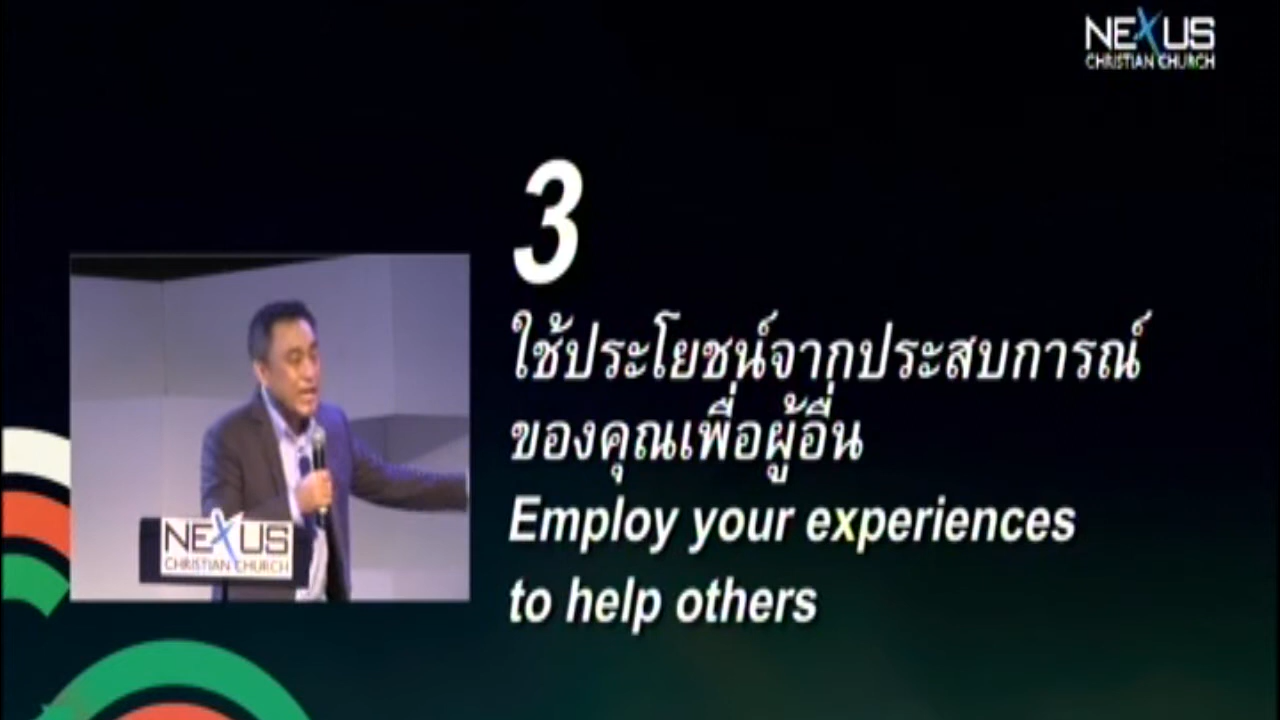 NEXUS
CHRISTIAN CHURCH
3
ใช้ประโยชน์จากประสบการณ์
ของคุณเพื่อผู้อื่น
Employ your experiences
to help others
NEXUS
CHRISTIAN CHURCH